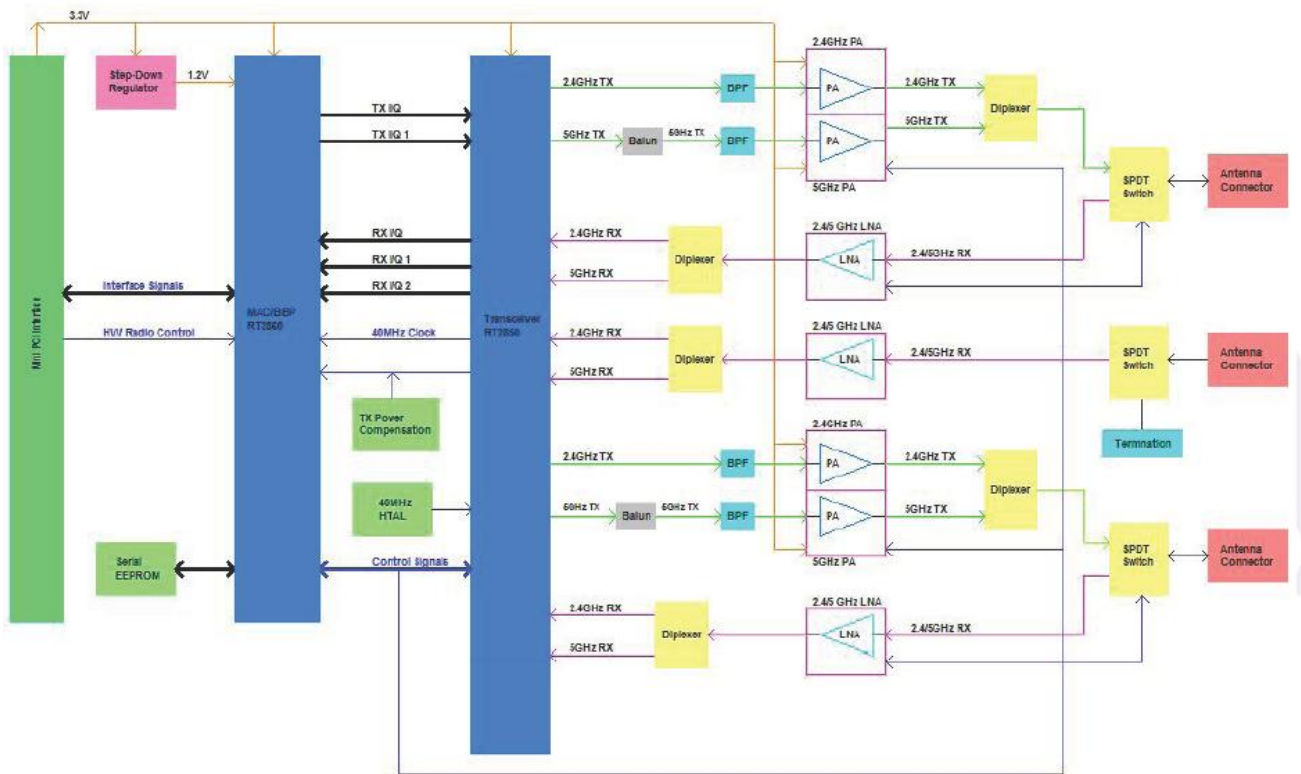 3.3V
Step-Down
Regulator
1.2V
Mini PCI Interface
MAC/BBP
RT2860
Transceiver
RT2850
TX I/Q
TX I/Q 1
RX I/Q
RX I/Q 1
RX I/Q 2
Interface Signals
HW Radio Control
40MHz Clock
TX Power
Compensation
40MHz
HTAL
Serial
EEPROM
Control Signals
2.4GHz TX
BPF
2.4GHz PA
PA
2.4GHz TX
Diplexer
5GHz TX
Balun
5GHz TX
BPF
PA
5GHz TX
5GHz PA
SPDT
Switch
Antenna
Connector
2.4GHz RX
5GHz RX
Diplexer
2.4/5 GHz LNA
LNA
2.4/5GHz RX
2.4GHz RX
5GHz RX
Diplexer
2.4/5 GHz LNA
LNA
2.4/5GHz RX
SPDT
Switch
Antenna
Connector
Termnation
2.4GHz TX
BPF
2.4GHz PA
PA
2.4GHz TX
Diplexer
5GHz TX
Balun
5GHz TX
BPF
PA
5GHz TX
5GHz PA
SPDT
Switch
Antenna
Connector
2.4GHz RX
5GHz RX
Diplexer
2.4/5 GHz LNA
LNA
2.4/5GHz RX